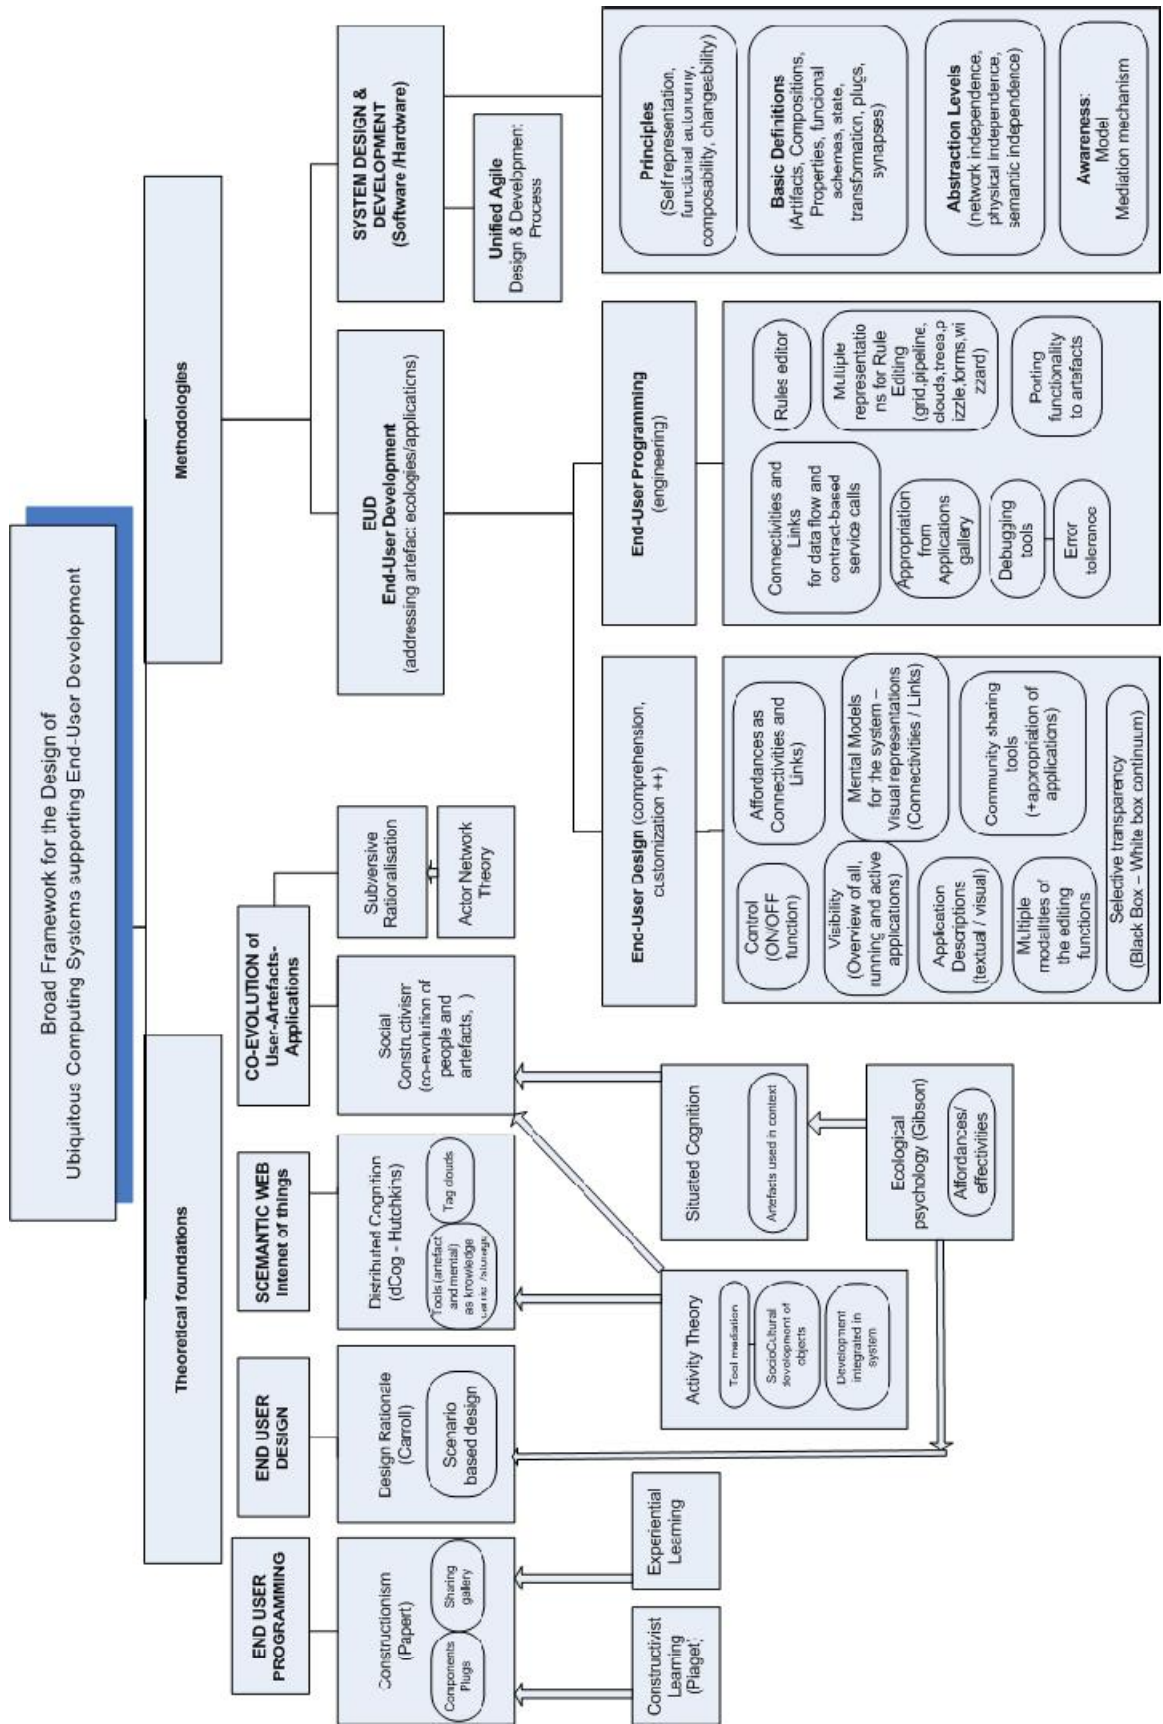 Broad Framework for the Design of
Ubiquitous Computing Systems supporting End-User Development
Theoretical foundations
Methodologies
END USER
PROGRAMMING
END USER
DESIGN
SCEMANTIC WEB
Intenet of things
CO-EVOLUTION of
User-Artefacts-
Applications
Constructionism
(Papert)
Components
Plugs
Sharing
gallery
Design Rationale
(Carroll)
Scenario
based design
Distributed Cognition
(dCog - Hutchkins)
Tools (artefact
and mental)
as knowledge
Tag clouds
Social
Constructivism
(co-evolution of
people and
artefacts, )
Subversive
Rationalisation
Actor Network
Theory
Constructivist
Learning
(Piaget)
Experiential
Learning
Activity Theory
Tool mediation
SocioCultural
development of
objects
Development
integrated in
system
Situated Cognition
Artefacts used in context
Ecological
psychology (Gibson)
Affordances/
effectivities
EUD
End-User Development
(addressing artefact ecologies/applications)
SYSTEM DESIGN &
DEVELOPMENT
(Software /Hardware)
Unified Agile
Design & Development
Process
End-User Design (comprehension,
customization ++)
Control
(ON/OFF
function)
Affordances as
Connectivities and
Links)
Visibility
(Overview of all,
running and active
applications)
Mental Models
for the system –
Visual representations
(Connectivities / Links)
Application
Descriptions
(textual / visual)
Community sharing
tools
(+appropriation of
applications)
Multiple
modalities of
the editing
functions
Selective transparency
(Black Box – White box continuum)
End-User Programming
(engineering)
Connectivities and
Links
for data flow and
contract-based
service calls
Rules editor
Multiple
representatio
ns for Rule
Editing
(grid,pipeline,
clouds,trees,p
izzle,forms,wi
zzard)
Appropriation
from
Applications
gallery
Debugging
tools
Porting
functionality
to artefacts
Error
tolerance
Principles
(Self representation,
functional autonomy,
composability, changeability)
Basic Definitions
(Artifacts, Compositions,
Properties, funcional
schemas, state,
transformation, plugs,
synapses)
Abstraction Levels
(network independence,
physical independence,
semantic independence)
Awareness:
Model
Mediation mechanism